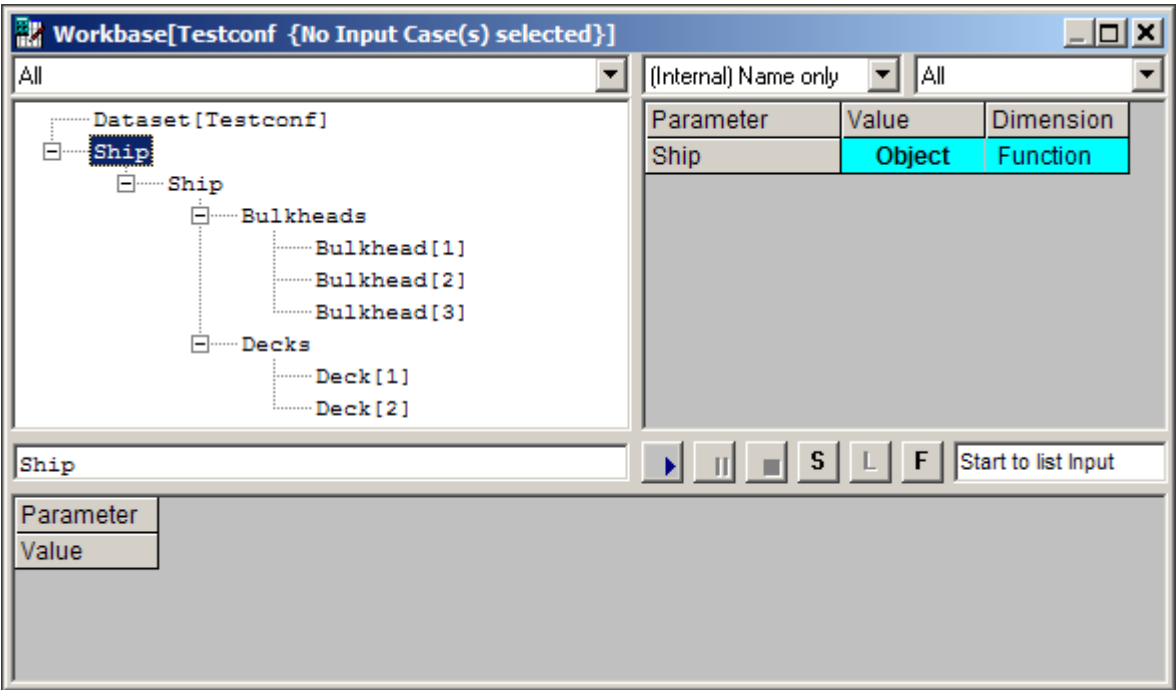 Workbase[Testconf {No Input Case(s) selected}]
All
(Internal) Name only
All
Dataset[Testconf]
Ship
Ship
Bulkheads
Bulkhead[1]
Bulkhead[2]
Bulkhead[3]
Decks
Deck[1]
Deck[2]
Parameter Value Dimension
Ship Object Function
Ship
S L F Start to list Input
Parameter
Value